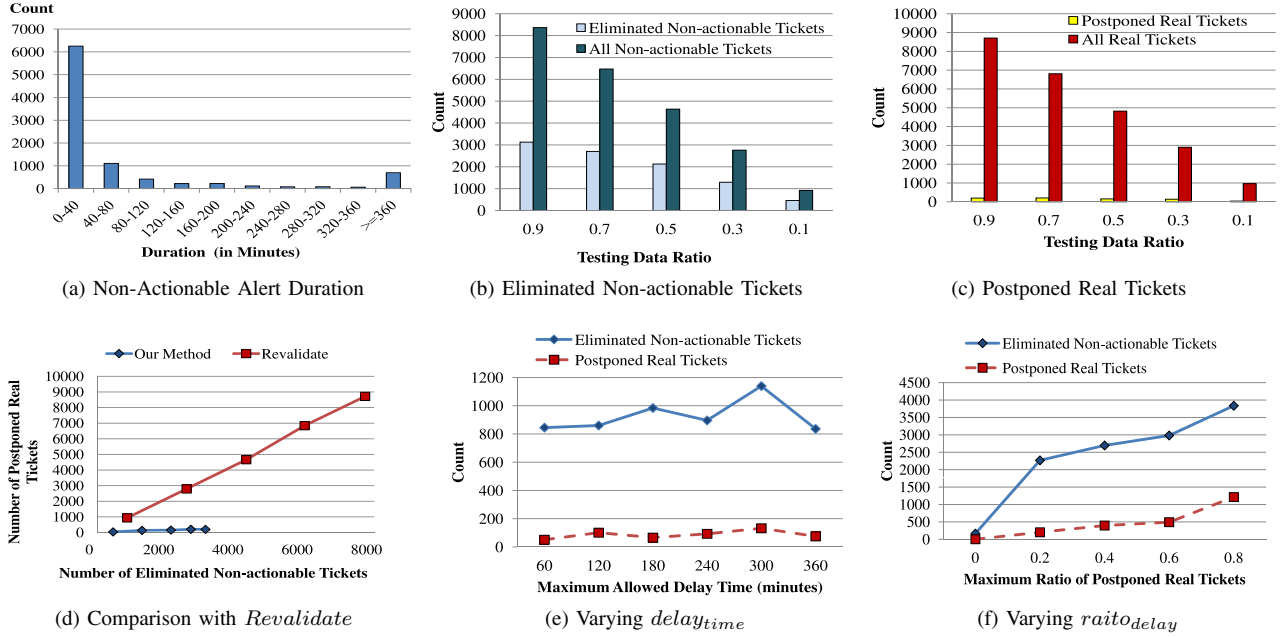 Count
7000
6000
5000
4000
3000
2000
1000
0
0-40
40-80
80-120
120-160
160-200
200-240
240-280
280-320
320-360
>=360
Duration (in Minutes)
(a) Non-Actionable Alert Duration
9000
8000
7000
6000
5000
4000
3000
2000
1000
0
Count
Eliminated Non-actionable Tickets
All Non-actionable Tickets
0.9 0.7 0.5 0.3 0.1
Testing Data Ratio
(b) Eliminated Non-actionable Tickets
10000
9000
8000
7000
6000
5000
4000
3000
2000
1000
0
Count
Postponed Real Tickets
All Real Tickets
0.9 0.7 0.5 0.3 0.1
Testing Data Ratio
(c) Postponed Real Tickets
Our Method Revalidate
Number of Postponed Real
Tickets
10000
9000
8000
7000
6000
5000
4000
3000
2000
1000
0 2000 4000 6000 8000
Number of Eliminated Non-actionable Tickets
(d) Comparison with Revalidate
Eliminated Non-actionable Tickets
Postponed Real Tickets
1200
1000
800
600
400
200
0
Count
60 120 180 240 300 360
Maximum Allowed Delay Time (minutes)
(e) Varying delaytime
Eliminated Non-actionable Tickets
Postponed Real Tickets
4500
4000
3500
3000
2500
2000
1500
1000
500
0
Count
0 0.2 0.4 0.6 0.8
Maximum Ratio of Postponed Real Tickets
(f) Varying raitodelay